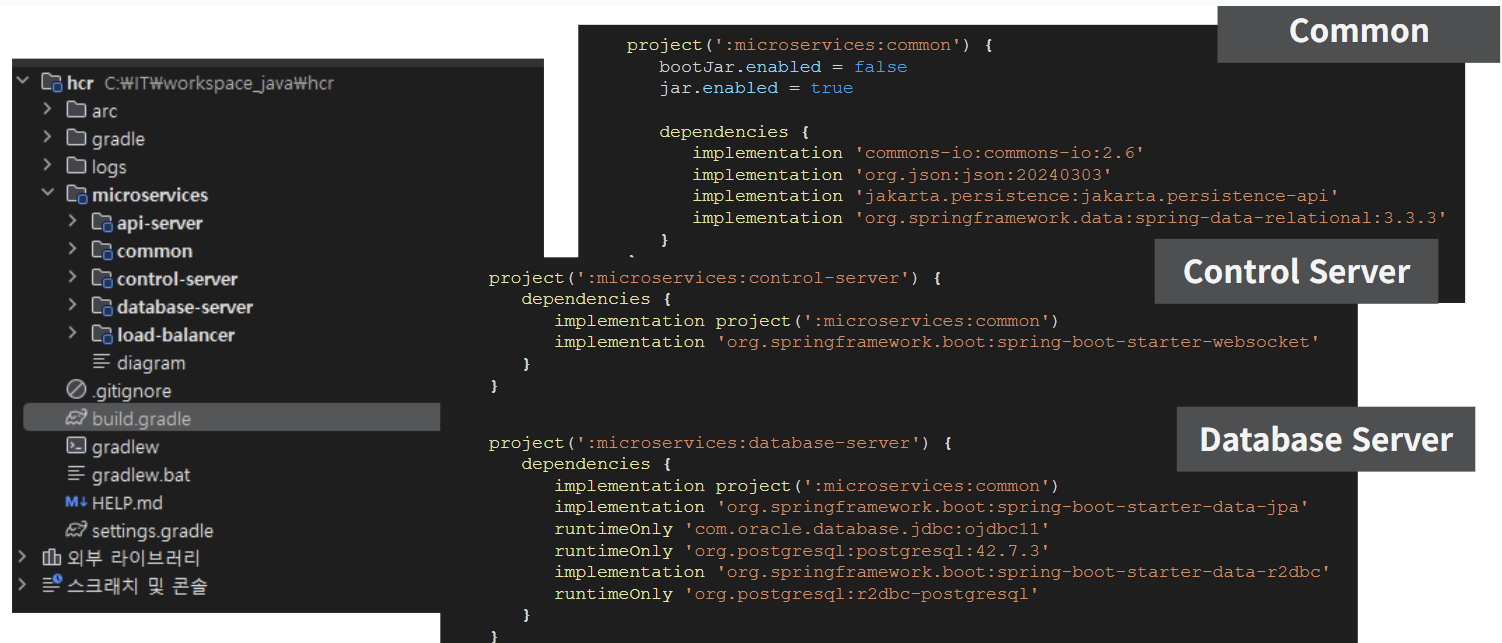 hcr C:₩IT₩workspace_java₩hcr
arc
gradle
logs
microservices
api-server
common
control-server
database-server
load-balancer
diagram
.gitignore
build.gradle
gradlew
gradlew.bat
HELP.md
settings.gradle
외부 라이브러리
스크래치 및 콘솔
Common
project(':microservices:common') {
bootJar.enabled = false
jar.enabled = true
dependencies {
implementation 'commons-io:commons-io:2.6'
implementation 'org.json:json:20240303'
implementation 'jakarta.persistence:jakarta.persistence-api'
implementation 'org.springframework.data:spring-data-relational:3.3.3'
}
Control Server
project(':microservices:control-server') {
dependencies {
implementation project(':microservices:common')
implementation 'org.springframework.boot:spring-boot-starter-websocket'
}
}
Database Server
project(':microservices:database-server') {
dependencies {
implementation project(':microservices:common')
implementation 'org.springframework.boot:spring-boot-starter-data-jpa'
runtimeOnly 'com.oracle.database.jdbc:ojdbc11'
runtimeOnly 'org.postgresql:postgresql:42.7.3'
implementation 'org.springframework.boot:spring-boot-starter-data-r2dbc'
runtimeOnly 'org.postgresql:r2dbc-postgresql'
}
}